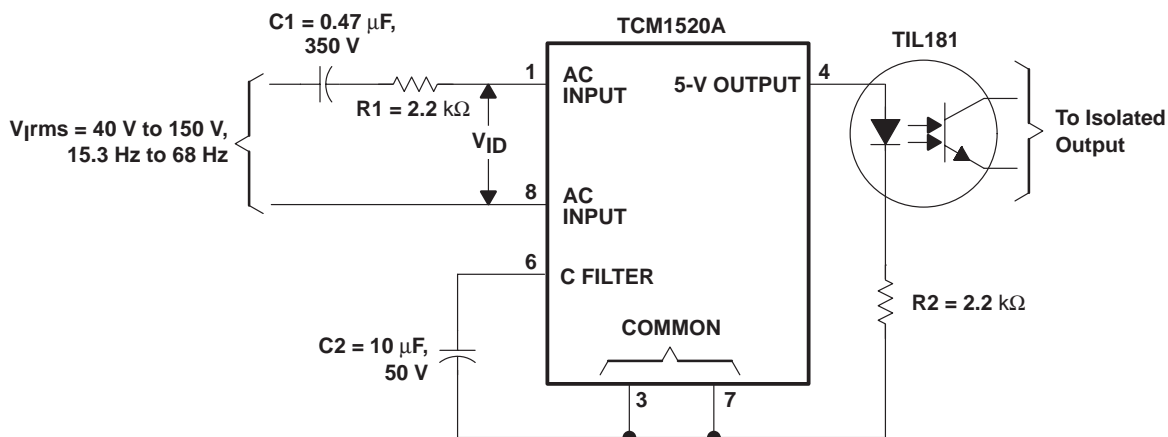 C1 = 0.47 μF,
350 V
TCM1520A
TIL181
1
AC
INPUT
5-V OUTPUT
4
R1 = 2.2 kΩ
VIrms = 40 V to 150 V,
15.3 Hz to 68 Hz
VID
To Isolated
Output
8
AC
INPUT
6
C FILTER
R2 = 2.2 kΩ
COMMON
C2 = 10 μF,
50 V
3
7